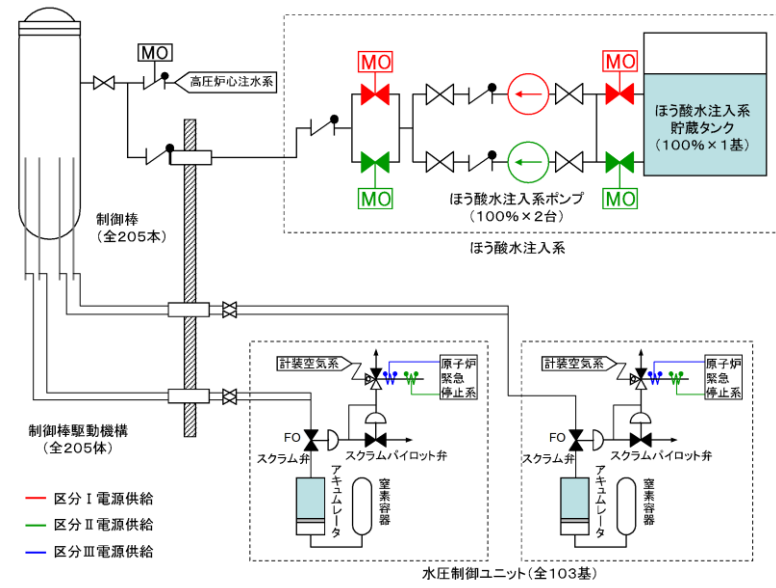 MO
高圧炉心注水系
MO
MO
ほう酸水注入系
貯蔵タンク
(100%×1基)
MO
MO
ほう酸水注入系ポンプ
(100%×2台)
ほう酸水注入系
制御棒
(全205本)
制御棒駆動機構
(全205体)
計装空気系
原子炉
緊急
停止系
FO
スクラム弁
スクラムパイロット弁
アキュムレータ
窒素容器
計装空気系
原子炉
緊急
停止系
FO
スクラム弁
スクラムパイロット弁
アキュムレータ
窒素容器
区分Ⅰ電源供給
区分Ⅱ電源供給
区分Ⅲ電源供給
水圧制御ユニット(全103基)